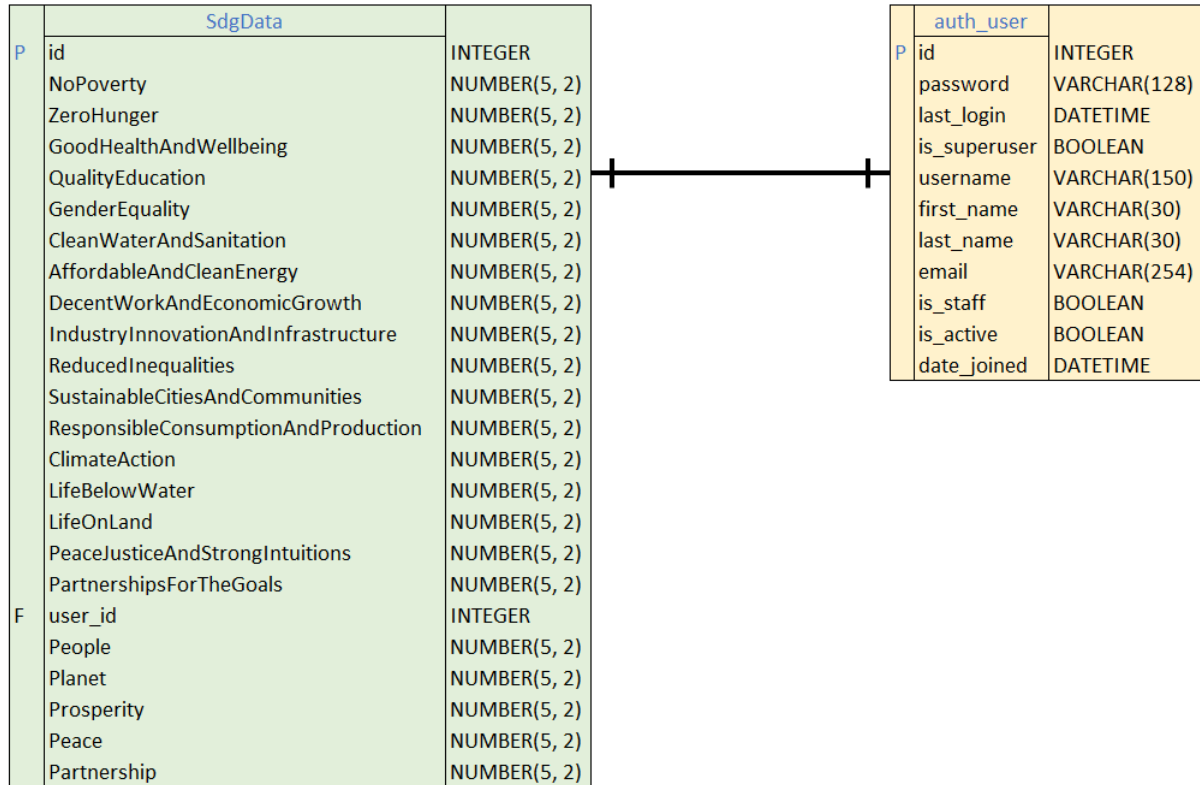 SdgData
P id INTEGER
NoPoverty NUMBER(5, 2)
ZeroHunger NUMBER(5, 2)
GoodHealthAndWellbeing NUMBER(5, 2)
QualityEducation NUMBER(5, 2)
GenderEquality NUMBER(5, 2)
CleanWaterAndSanitation NUMBER(5, 2)
AffordableAndCleanEnergy NUMBER(5, 2)
DecentWorkAndEconomicGrowth NUMBER(5, 2)
IndustryInnovationAndInfrastructure NUMBER(5, 2)
ReducedInequalities NUMBER(5, 2)
SustainableCitiesAndCommunities NUMBER(5, 2)
ResponsibleConsumptionAndProduction NUMBER(5, 2)
ClimateAction NUMBER(5, 2)
LifeBelowWater NUMBER(5, 2)
LifeOnLand NUMBER(5, 2)
PeaceJusticeAndStrongIntuitions NUMBER(5, 2)
PartnershipsForTheGoals NUMBER(5, 2)
F user_id INTEGER
People NUMBER(5, 2)
Planet NUMBER(5, 2)
Prosperity NUMBER(5, 2)
Peace NUMBER(5, 2)
Partnership NUMBER(5, 2)
auth_user
P id INTEGER
password VARCHAR(128)
last_login DATETIME
is_superuser BOOLEAN
username VARCHAR(150)
first_name VARCHAR(30)
last_name VARCHAR(30)
email VARCHAR(254)
is_staff BOOLEAN
is_active BOOLEAN
date_joined DATETIME